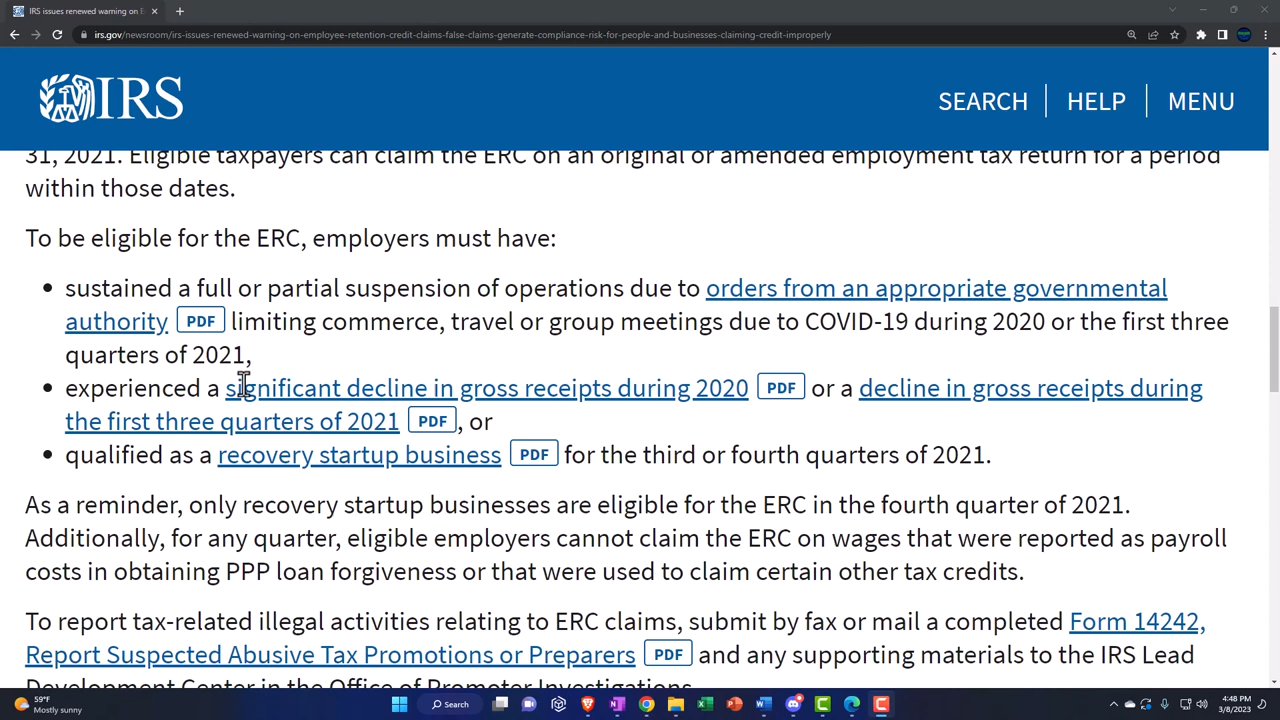 IRS issues renewed warning on E
irs.gov/newsroom/irs-issues-renewed-warning-on-employee-retention-credit-claims-false-claims-generate-compliance-risk-for-people-and-businesses-claiming-credit-improperly
IRS
SEARCH HELP MENU
31, 2021. Eligible taxpayers can claim the ERC on an original or amended employment tax return for a period
within those dates.
To be eligible for the ERC, employers must have:
• sustained a full or partial suspension of operations due to orders from an appropriate governmental
authority PDF limiting commerce, travel or group meetings due to COVID-19 during 2020 or the first three
quarters of 2021,
• experienced a significant decline in gross receipts during 2020 PDF or a decline in gross receipts during
the first three quarters of 2021 PDF , or
• qualified as a recovery startup business PDF for the third or fourth quarters of 2021.
As a reminder, only recovery startup businesses are eligible for the ERC in the fourth quarter of 2021.
Additionally, for any quarter, eligible employers cannot claim the ERC on wages that were reported as payroll
costs in obtaining PPP loan forgiveness or that were used to claim certain other tax credits.
To report tax-related illegal activities relating to ERC claims, submit by fax or mail a completed Form 14242,
Report Suspected Abusive Tax Promotions or Preparers PDF and any supporting materials to the IRS Lead
Development Center in the Office of Promoter Investigations.
59°F
Mostly sunny
Search
4:48 PM
3/8/2023